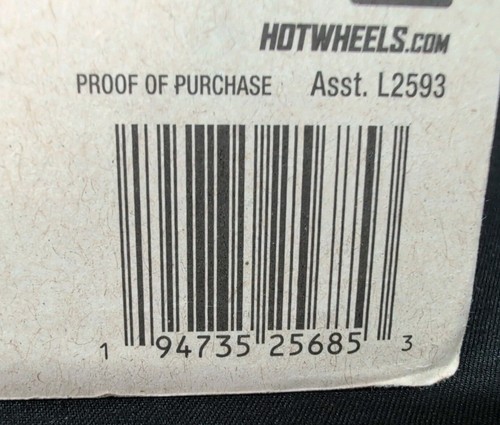 HOTWHEELS.COM
PROOF OF PURCHASE Asst. L2593
1 94735 25685 3